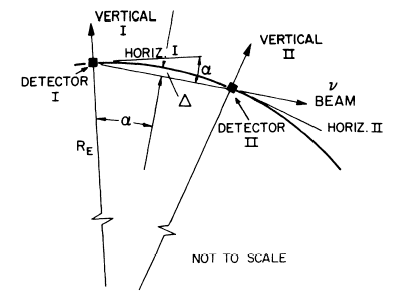 VERTICAL
I
HORIZ. I
DETECTOR
I
α
Δ
VERTICAL
II
ν
BEAM
DETECTOR
II
HORIZ. II
α
R_E
NOT TO SCALE